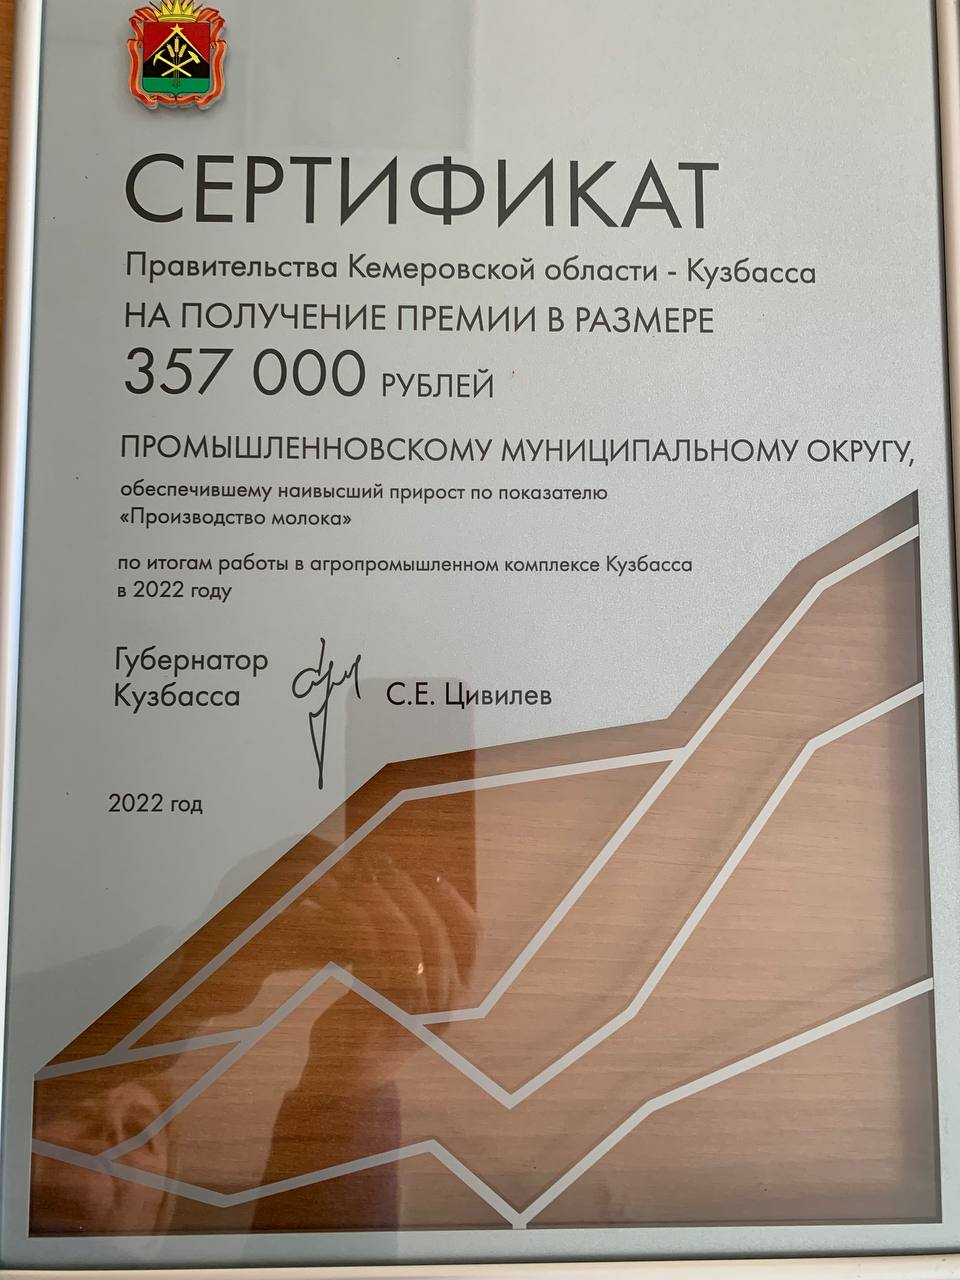 СЕРТИФИКАТ
Правительства Кемеровской области - Кузбасса
НА ПОЛУЧЕНИЕ ПРЕМИИ В РАЗМЕРЕ
357 000 РУБЛЕЙ
ПРОМЫШЛЕННОВСКОМУ МУНИЦИПАЛЬНОМУ ОКРУГУ,
обеспечившему наивысший прирост по показателю
«Производство молока»
по итогам работы в агропромышленном комплексе Кузбасса
в 2022 году
Губернатор
Кузбасса С.Е. Цивилев
2022 год